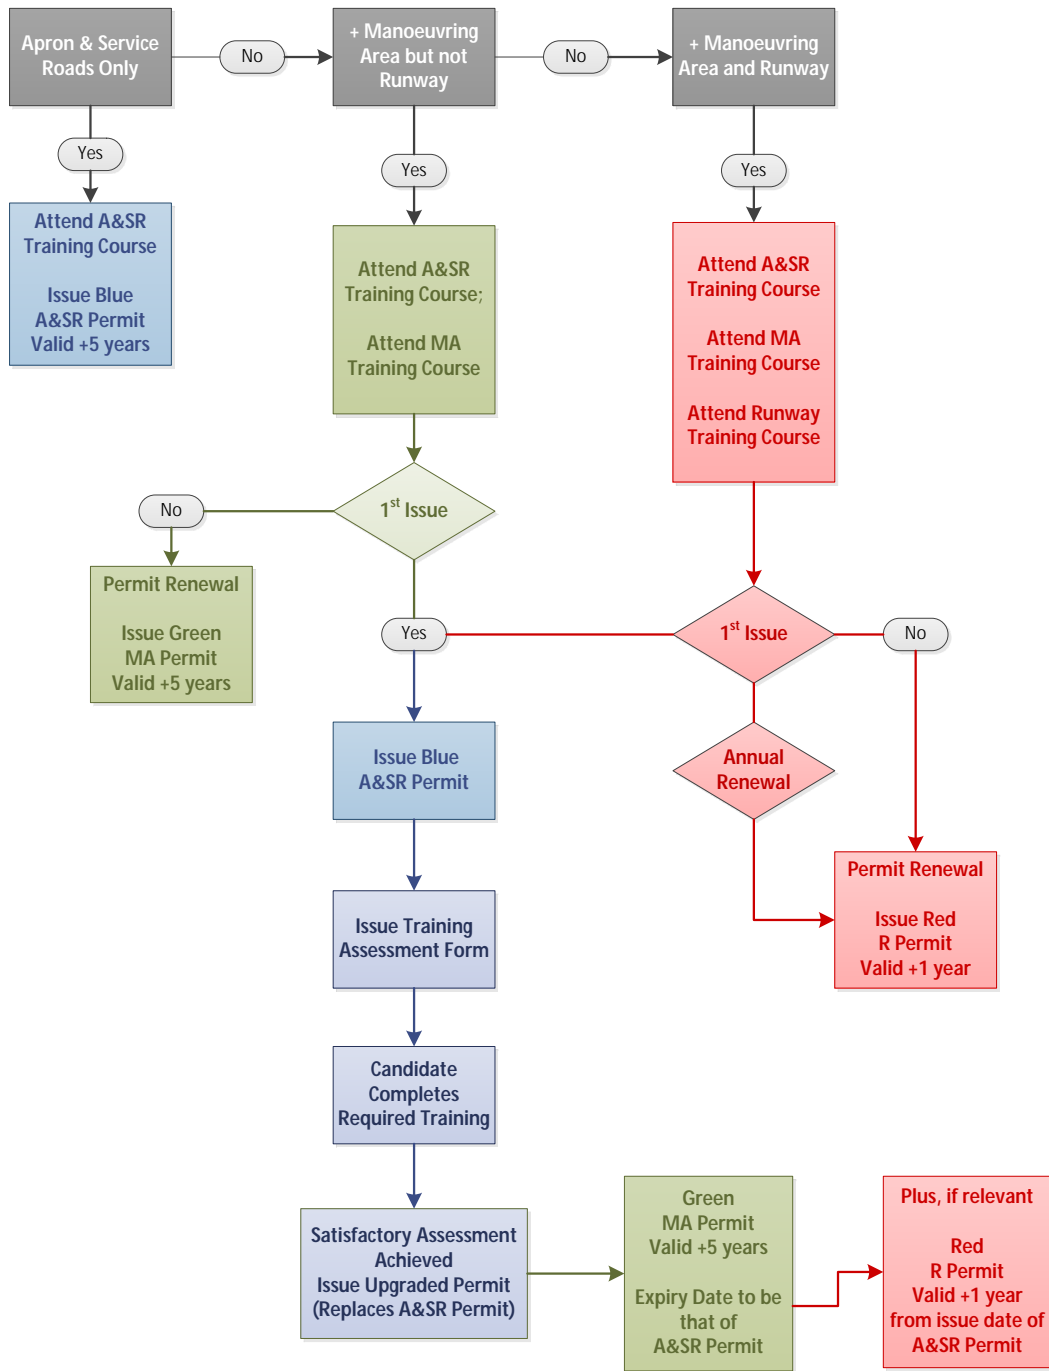 Apron & Service
Roads Only
No
+ Manoeuvring
Area but not
Runway
No
+ Manoeuvring
Area and Runway
Yes
Yes
Yes
Attend A&SR
Training Course
Issue Blue
A&SR Permit
Valid +5 years
Attend A&SR
Training Course;
Attend MA
Training Course
Attend A&SR
Training Course
Attend MA
Training Course
Attend Runway
Training Course
No
1st Issue
Permit Renewal
Issue Green
MA Permit
Valid +5 years
Yes
1st Issue
No
Issue Blue
A&SR Permit
Annual
Renewal
Permit Renewal
Issue Red
R Permit
Valid +1 year
Issue Training
Assessment Form
Candidate
Completes
Required Training
Satisfactory Assessment
Achieved
Issue Upgraded Permit
(Replaces A&SR Permit)
Green
MA Permit
Valid +5 years
Expiry Date to be
that of
A&SR Permit
Plus, if relevant
Red
R Permit
Valid +1 year
from issue date of
A&SR Permit